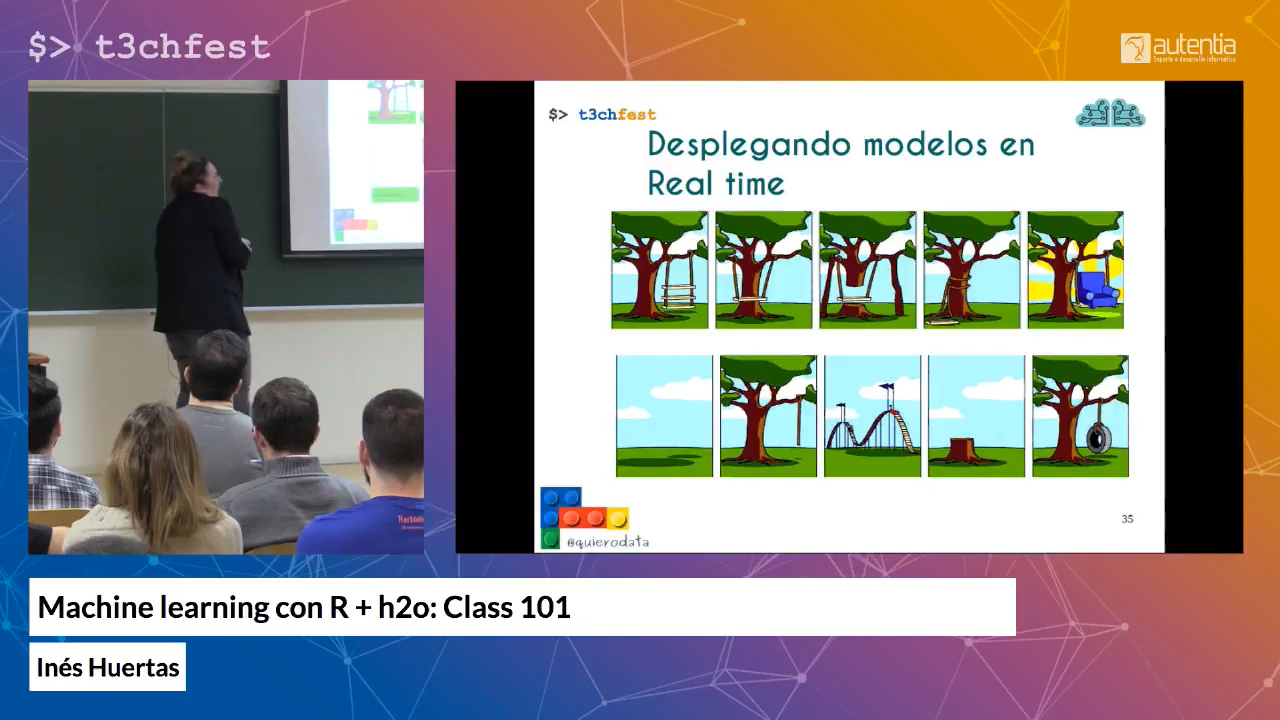 $> t3chfest
autentia
Soporte a desarrollo informático
$> t3chfest
Desplegando modelos en
Real time
35
@quierodata
Machine learning con R + h2o: Class 101
Inés Huertas